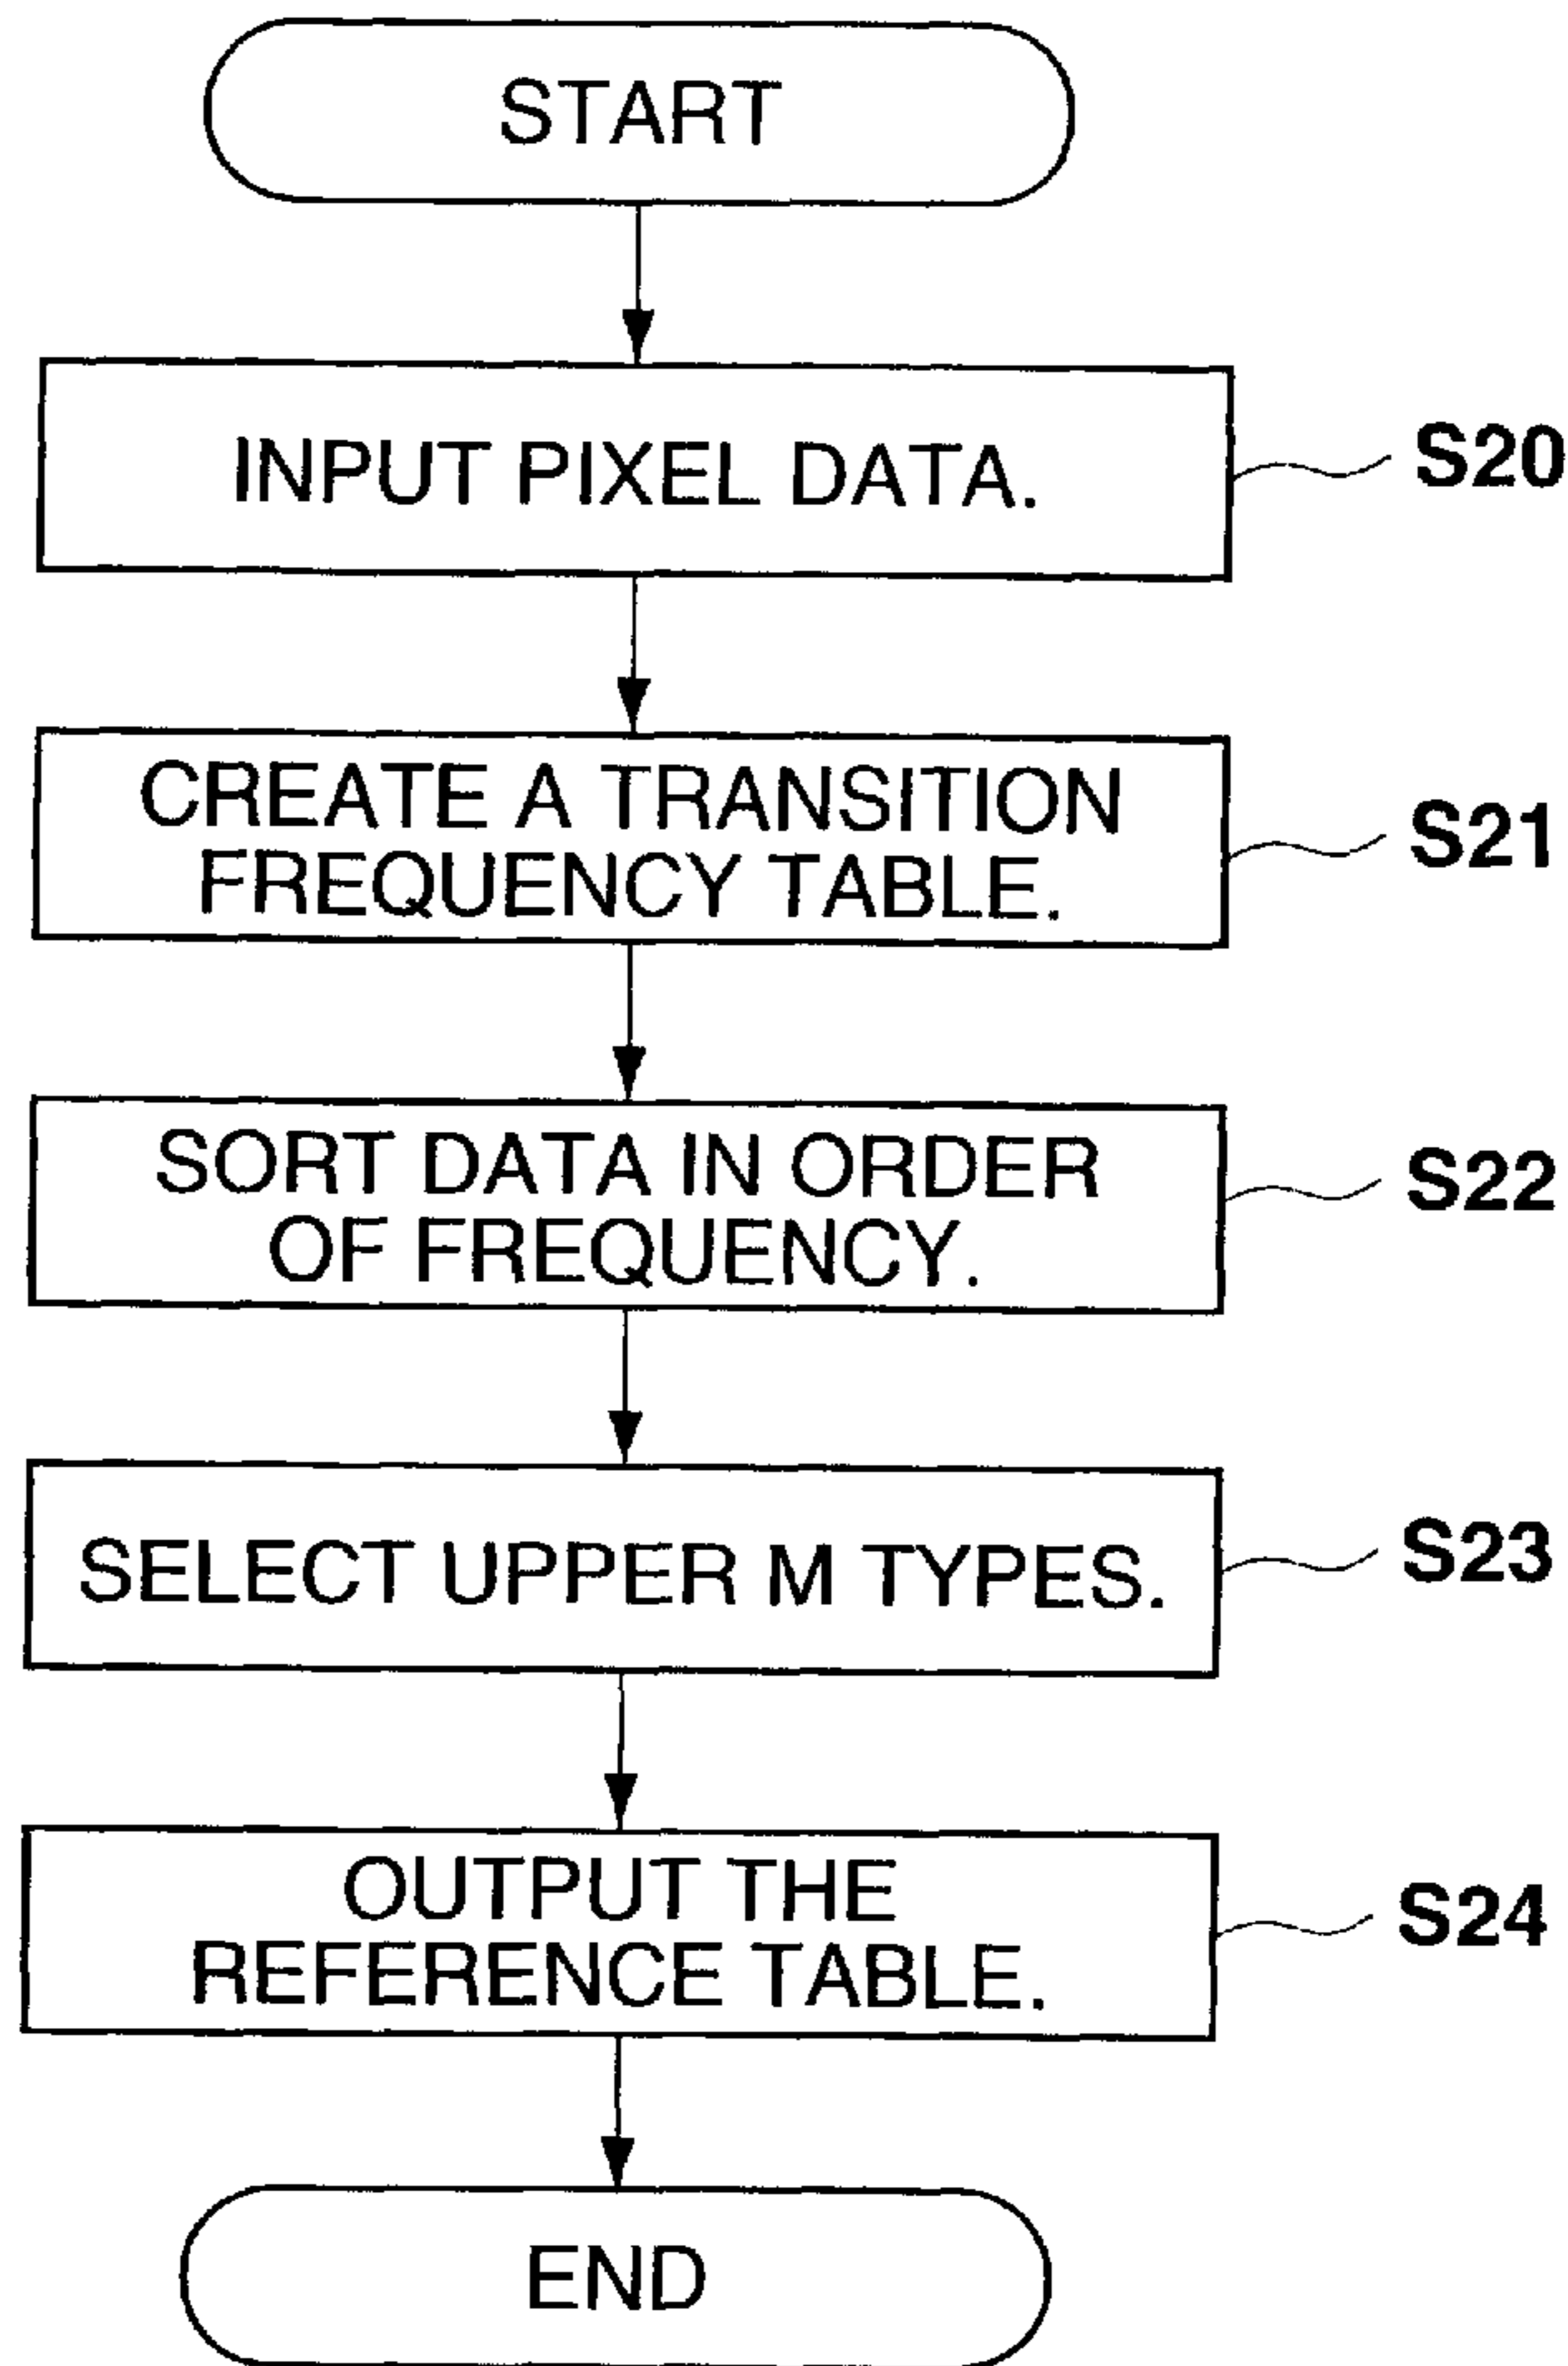 START
INPUT PIXEL DATA.
S20
CREATE A TRANSITION
FREQUENCY TABLE.
S21
SORT DATA IN ORDER
OF FREQUENCY.
S22
SELECT UPPER M TYPES.
S23
OUTPUT THE
REFERENCE TABLE.
S24
END